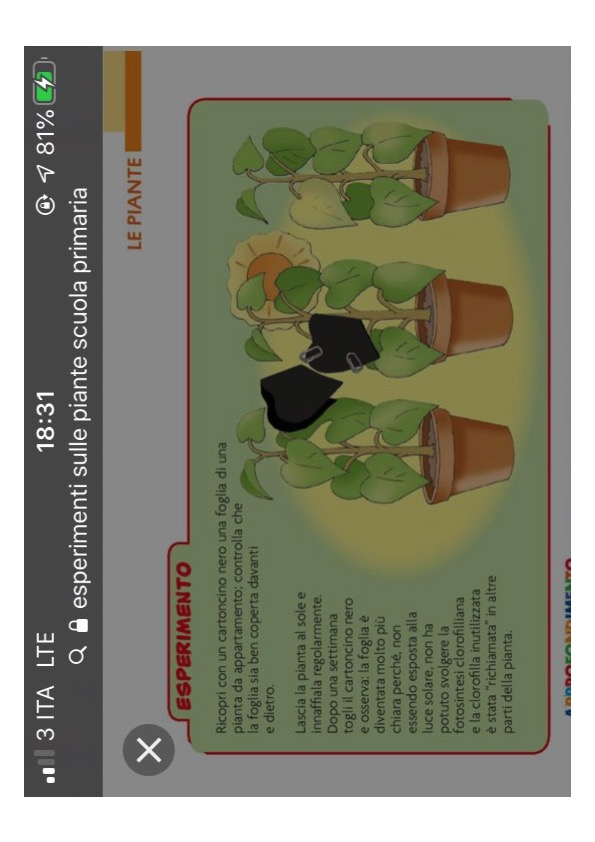 3 ITA LTE 18:31 81%
esperimenti sulle piante scuola primaria
LE PIANTE
ESPERIMENTO
Ricopri con un cartoncino nero una foglia di una
pianta da appartamento: controlla che
la foglia sia ben coperta davanti
e dietro.
Lascia la pianta al sole e
innaffiala regolarmente.
Dopo una settimana
togli il cartoncino nero
e osserva: la foglia è
diventata molto più
chiara perché, non
essendo esposta alla
luce solare, non ha
potuto svolgere la
fotosintesi clorofilliana
e la clorofilla inutilizzata
è stata "richiamata" in altre
parti della pianta.
APPROFONDIMENTO